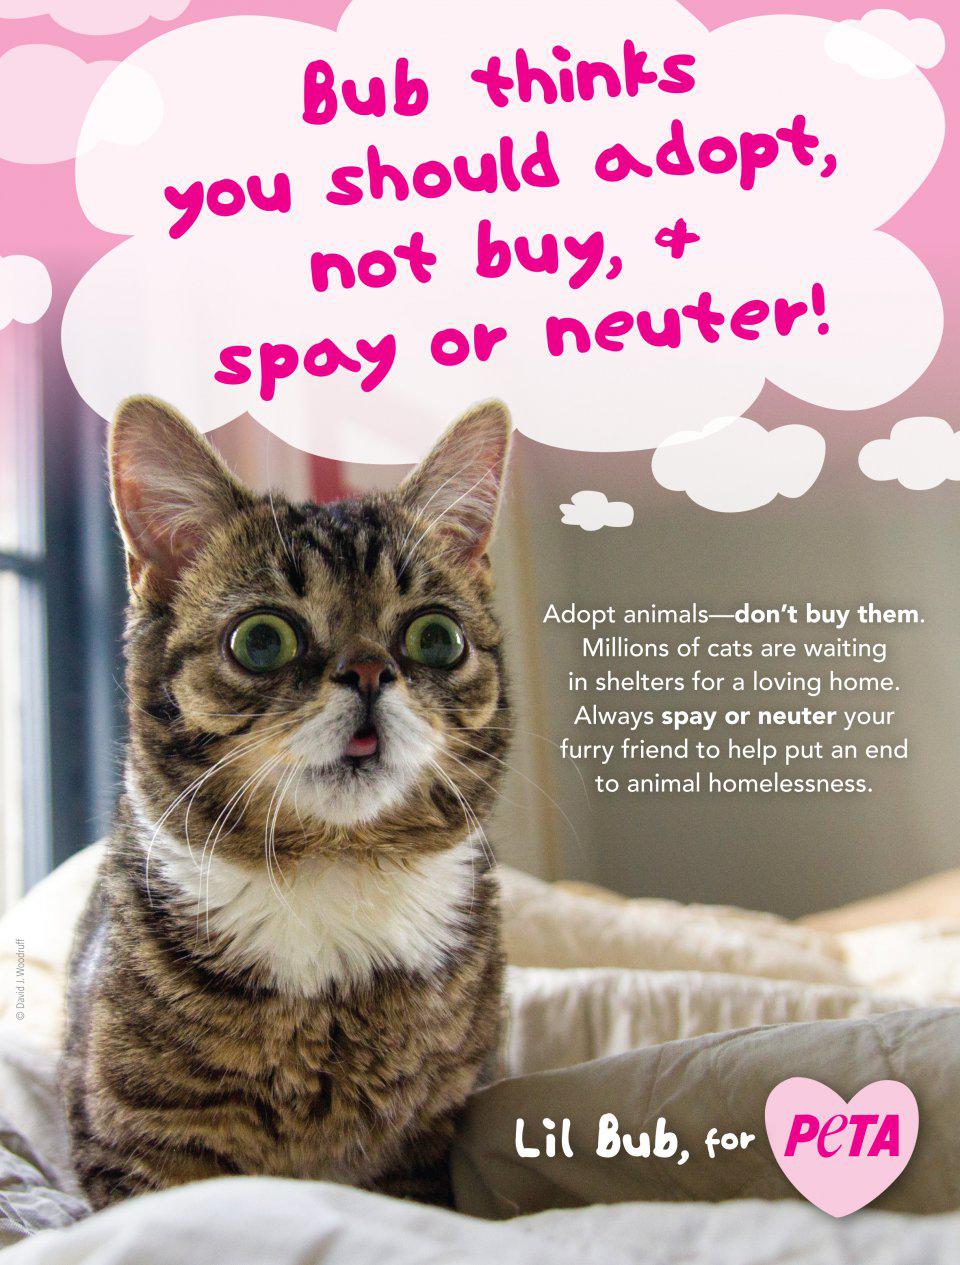 Bub thinks
you should adopt,
not buy, +
spay or neuter!
Adopt animals—don't buy them.
Millions of cats are waiting
in shelters for a loving home.
Always spay or neuter your
furry friend to help put an end
to animal homelessness.
© David J. Woodruff
Lil Bub, for PETA